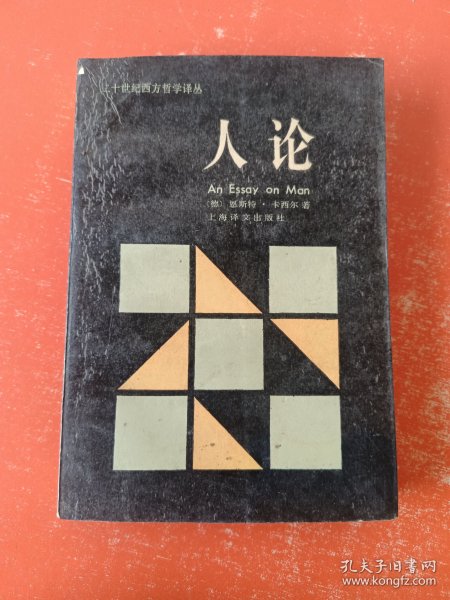 二十世纪西方哲学译丛
人论
An Essay on Man
〔德〕恩斯特·卡西尔 著
上海译文出版社
孔夫子旧书网
www.kongfz.com